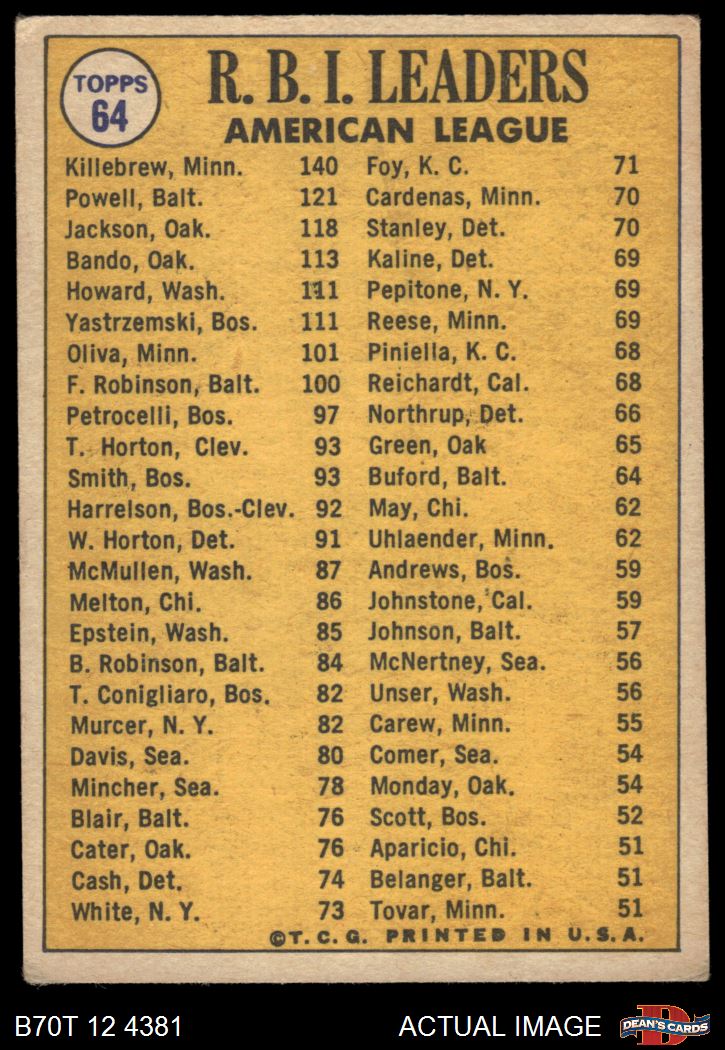 TOPPS
64
R. B. I. LEADERS
AMERICAN LEAGUE
Killebrew, Minn. 140 Foy, K. C. 71
Powell, Balt. 121 Cardenas, Minn. 70
Jackson, Oak. 118 Stanley, Det. 70
Bando, Oak. 113 Kaline, Det. 69
Howard, Wash. 111 Pepitone, N. Y. 69
Yastrzemski, Bos. 111 Reese, Minn. 69
Oliva, Minn. 101 Piniella, K. C. 68
F. Robinson, Balt. 100 Reichardt, Cal. 68
Petrocelli, Bos. 97 Northrup, Det. 66
T. Horton, Clev. 93 Green, Oak 65
Smith, Bos. 93 Buford, Balt. 64
Harrelson, Bos.-Clev. 92 May, Chi. 62
W. Horton, Det. 91 Uhlaender, Minn. 62
McMullen, Wash. 87 Andrews, Bos. 59
Melton, Chi. 86 Johnstone, Cal. 59
Epstein, Wash. 85 Johnson, Balt. 57
B. Robinson, Balt. 84 McNertney, Sea. 56
T. Conigliaro, Bos. 82 Unser, Wash. 56
Murcer, N. Y. 82 Carew, Minn. 55
Davis, Sea. 80 Comer, Sea. 54
Mincher, Sea. 78 Monday, Oak. 54
Blair, Balt. 76 Scott, Bos. 52
Cater, Oak. 76 Aparicio, Chi. 51
Cash, Det. 74 Belanger, Balt. 51
White, N. Y. 73 Tovar, Minn. 51
©T. C. G. PRINTED IN U. S. A.
B70T 12 4381 ACTUAL IMAGE DEAN'S CARDS